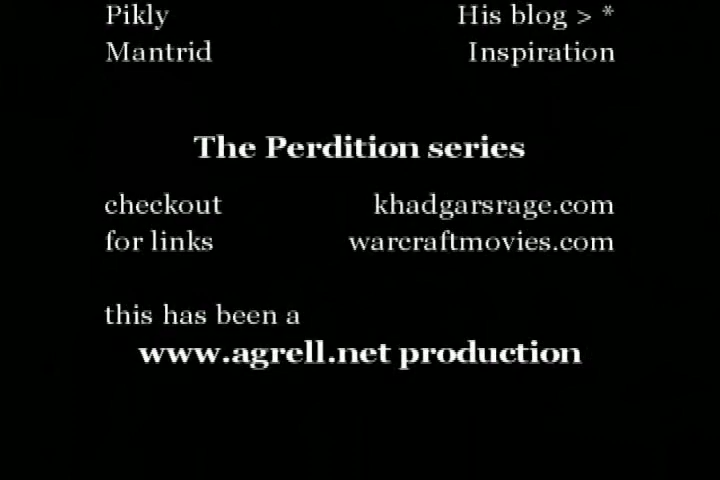 Pikly His blog > *
Mantrid Inspiration
The Perdition series
checkout khadgarsrage.com
for links warcraftmovies.com
this has been a
www.agrell.net production